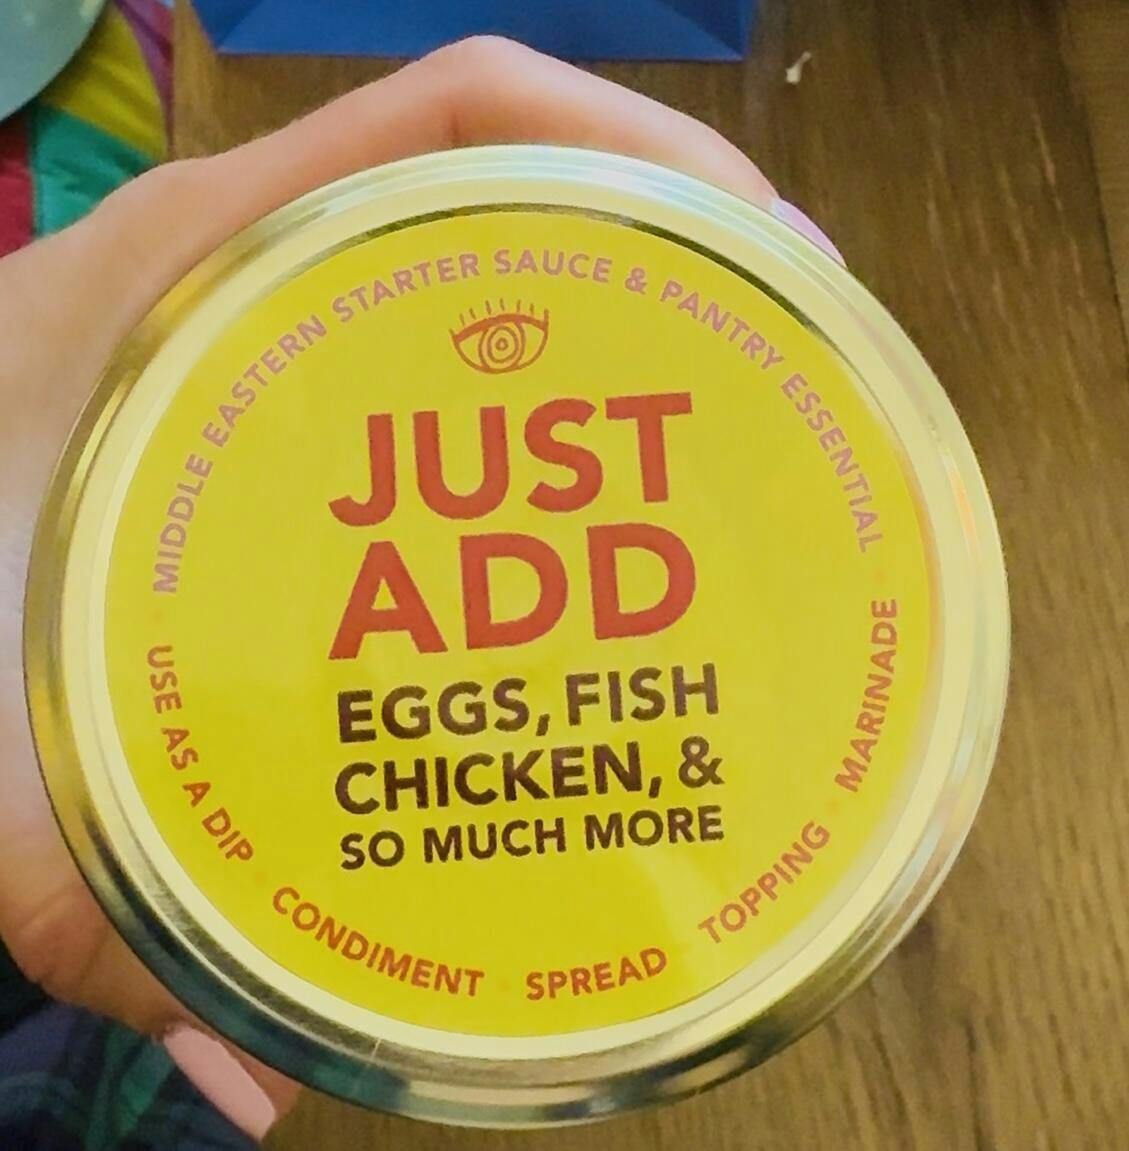 MIDDLE EASTERN STARTER SAUCE & PANTRY ESSENTIAL
JUST
ADD
EGGS, FISH
CHICKEN, &
SO MUCH MORE
USE AS A DIP · CONDIMENT · SPREAD · TOPPING · MARINADE